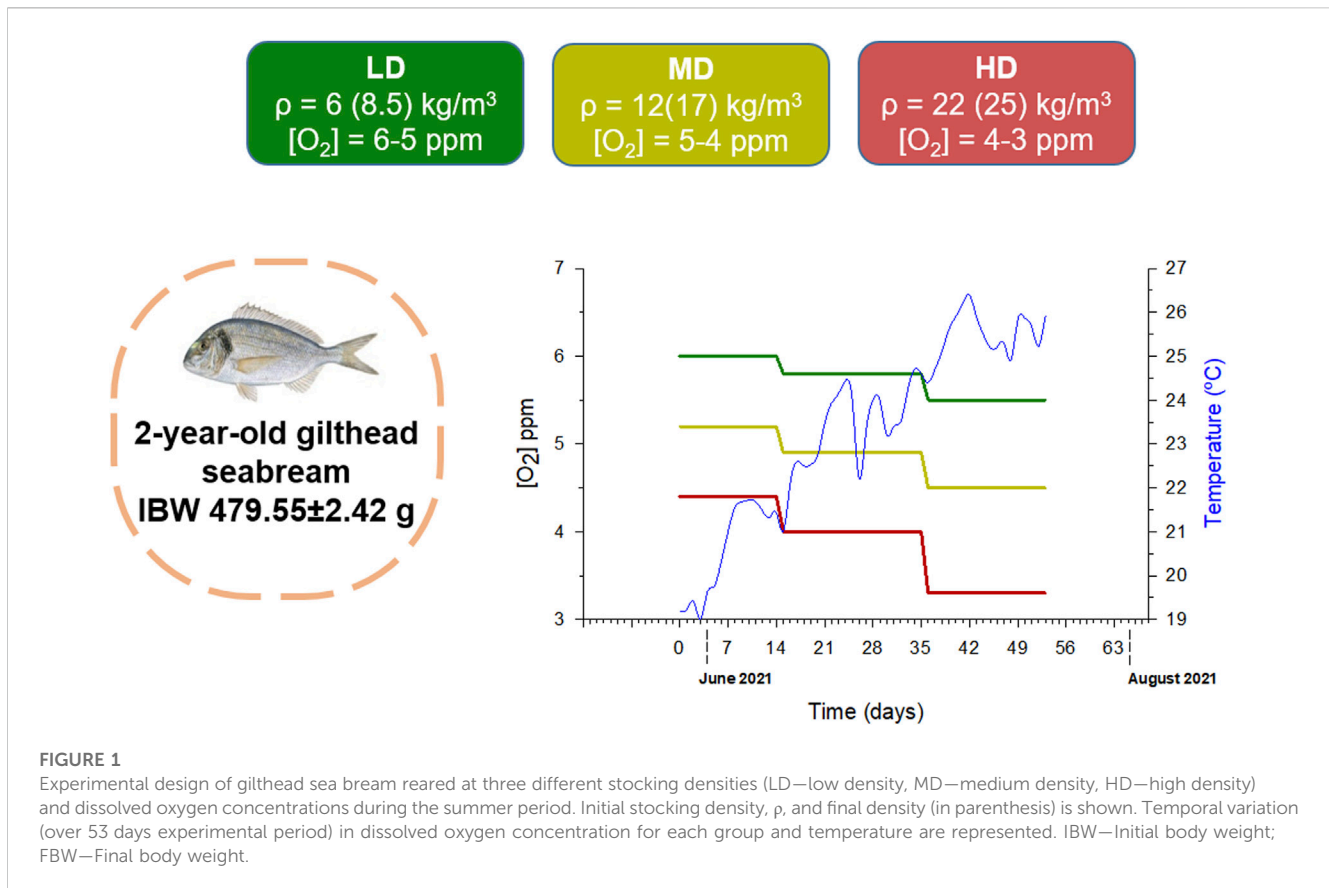 LD
ρ = 6 (8.5) kg/m³
[O₂] = 6-5 ppm
MD
ρ = 12(17) kg/m³
[O₂] = 5-4 ppm
HD
ρ = 22 (25) kg/m³
[O₂] = 4-3 ppm
2-year-old gilthead
seabream
IBW 479.55±2.42 g
[O₂] ppm
7
6
5
4
3
27
26
25
24
23
22
21
20
19
Temperature (ºC)
0 7 14 21 28 35 42 49 56 63
June 2021
August 2021
Time (days)
FIGURE 1
Experimental design of gilthead sea bream reared at three different stocking densities (LD—low density, MD—medium density, HD—high density)
and dissolved oxygen concentrations during the summer period. Initial stocking density, ρ, and final density (in parenthesis) is shown. Temporal variation
(over 53 days experimental period) in dissolved oxygen concentration for each group and temperature are represented. IBW—Initial body weight;
FBW—Final body weight.